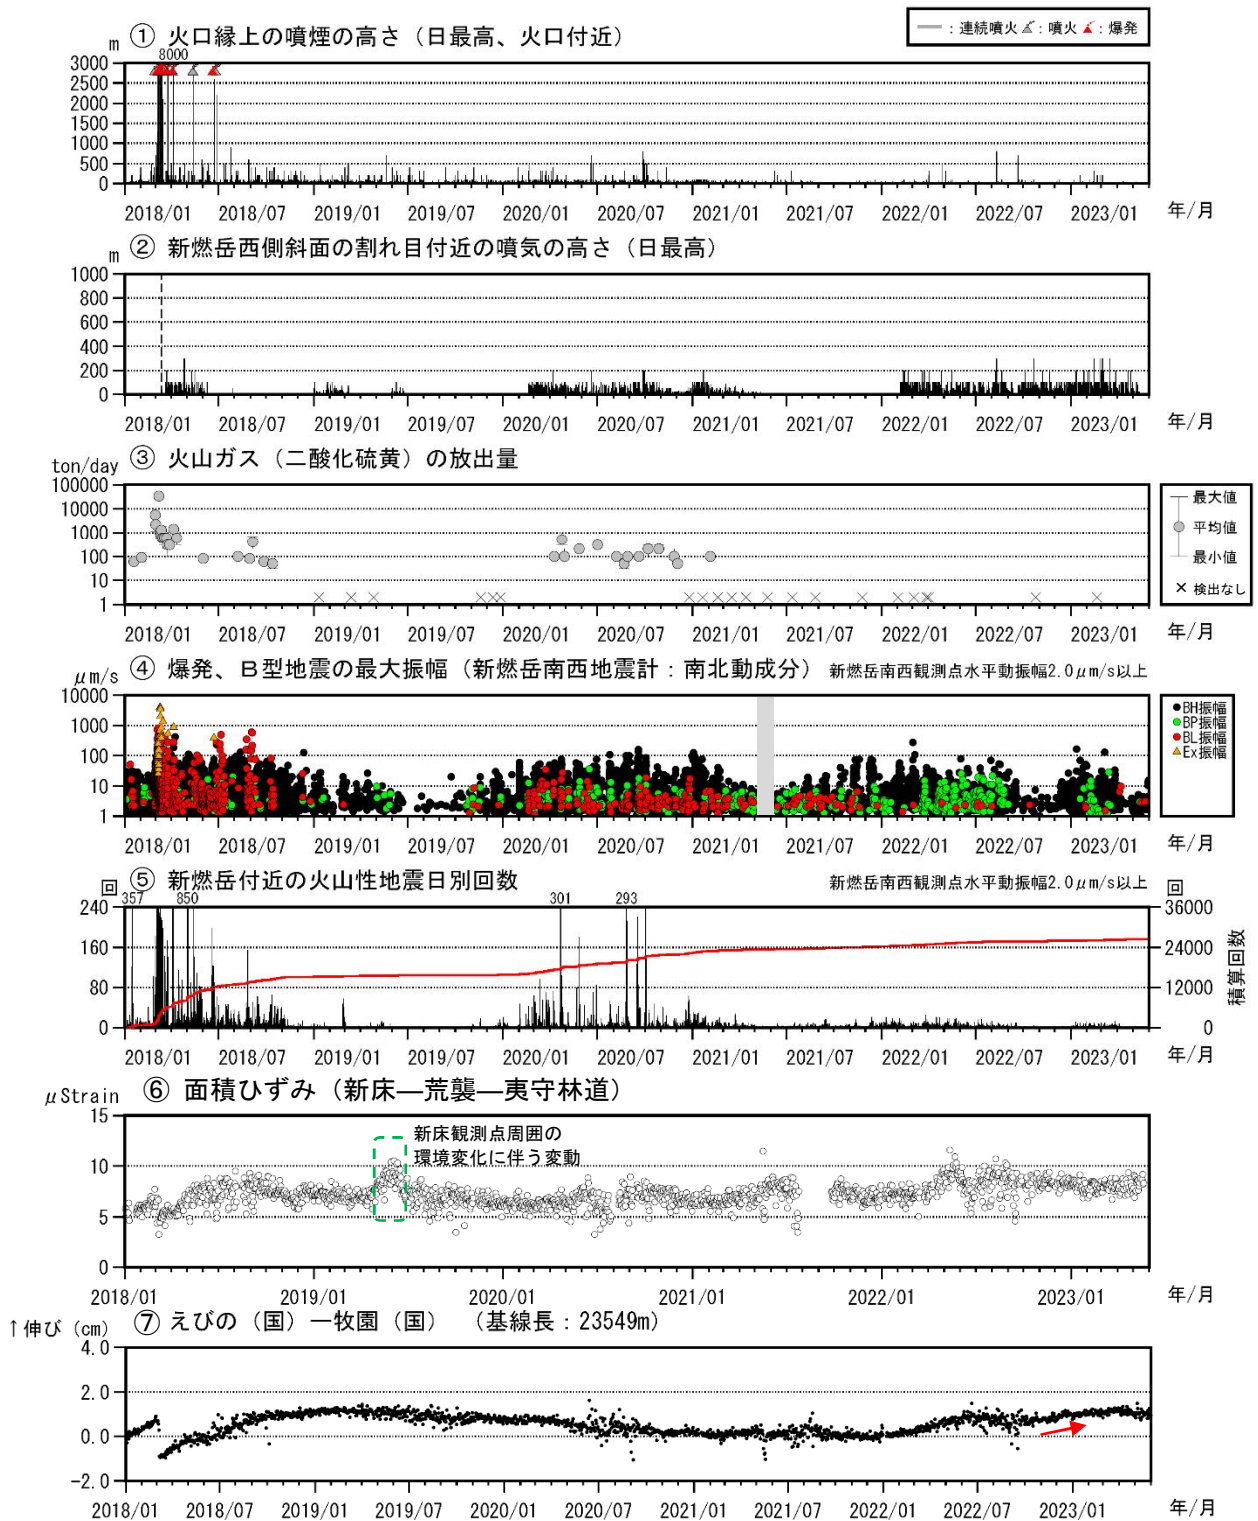 ― : 連続噴火 : 噴火 : 爆発
m ① 火口縁上の噴煙の高さ（日最高、火口付近）
8000
3000
2500
2000
1500
1000
500
0
2018/01 2018/07 2019/01 2019/07 2020/01 2020/07 2021/01 2021/07 2022/01 2022/07 2023/01 年/月
m ② 新燃岳西側斜面の割れ目付近の噴気の高さ（日最高）
1000
800
600
400
200
0
2018/01 2018/07 2019/01 2019/07 2020/01 2020/07 2021/01 2021/07 2022/01 2022/07 2023/01 年/月
ton/day ③ 火山ガス（二酸化硫黄）の放出量
100000
10000
1000
100
10
1
最大値
平均値
最小値
× 検出なし
2018/01 2018/07 2019/01 2019/07 2020/01 2020/07 2021/01 2021/07 2022/01 2022/07 2023/01 年/月
μm/s ④ 爆発、B型地震の最大振幅（新燃岳南西地震計：南北動成分） 新燃岳南西観測点水平動振幅2.0μm/s以上
10000
1000
100
10
1
BH振幅
BP振幅
BL振幅
Ex振幅
2018/01 2018/07 2019/01 2019/07 2020/01 2020/07 2021/01 2021/07 2022/01 2022/07 2023/01 年/月
回 ⑤ 新燃岳付近の火山性地震日別回数 新燃岳南西観測点水平動振幅2.0μm/s以上 回
357 850 301 293
240 36000
160 24000
80 12000
0 0
積算回数
2018/01 2018/07 2019/01 2019/07 2020/01 2020/07 2021/01 2021/07 2022/01 2022/07 2023/01 年/月
μStrain ⑥ 面積ひずみ（新床―荒襲―夷守林道）
15
10
5
0
新床観測点周囲の
環境変化に伴う変動
2018/01 2019/01 2020/01 2021/01 2022/01 2023/01 年/月
↑伸び（cm） ⑦ えびの（国）―牧園（国） （基線長：23549m）
4.0
2.0
0.0
-2.0
2018/01 2018/07 2019/01 2019/07 2020/01 2020/07 2021/01 2021/07 2022/01 2022/07 2023/01 年/月